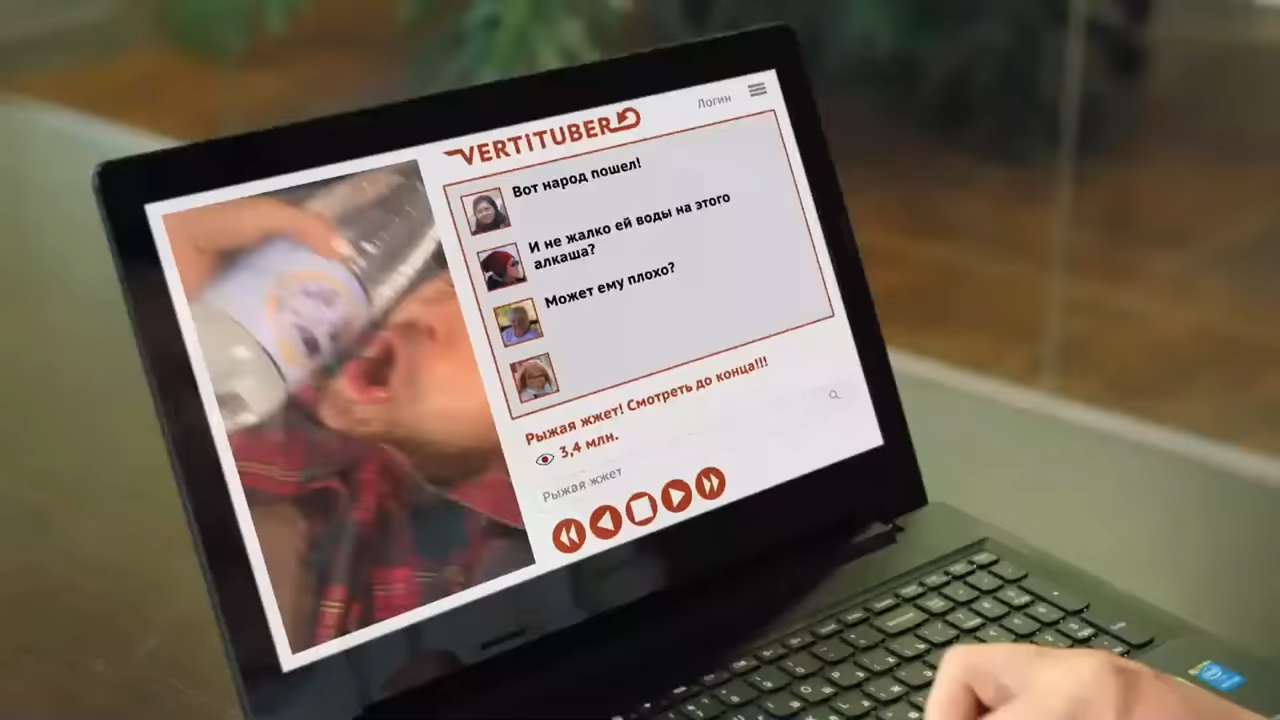 Логин
VERTITUBER
Вот народ пошел!
И не жалко ей воды на этого
алкаша?
Может ему плохо?
Рыжая жжет! Смотреть до конца!!!
3,4 млн.
Рыжая жжет